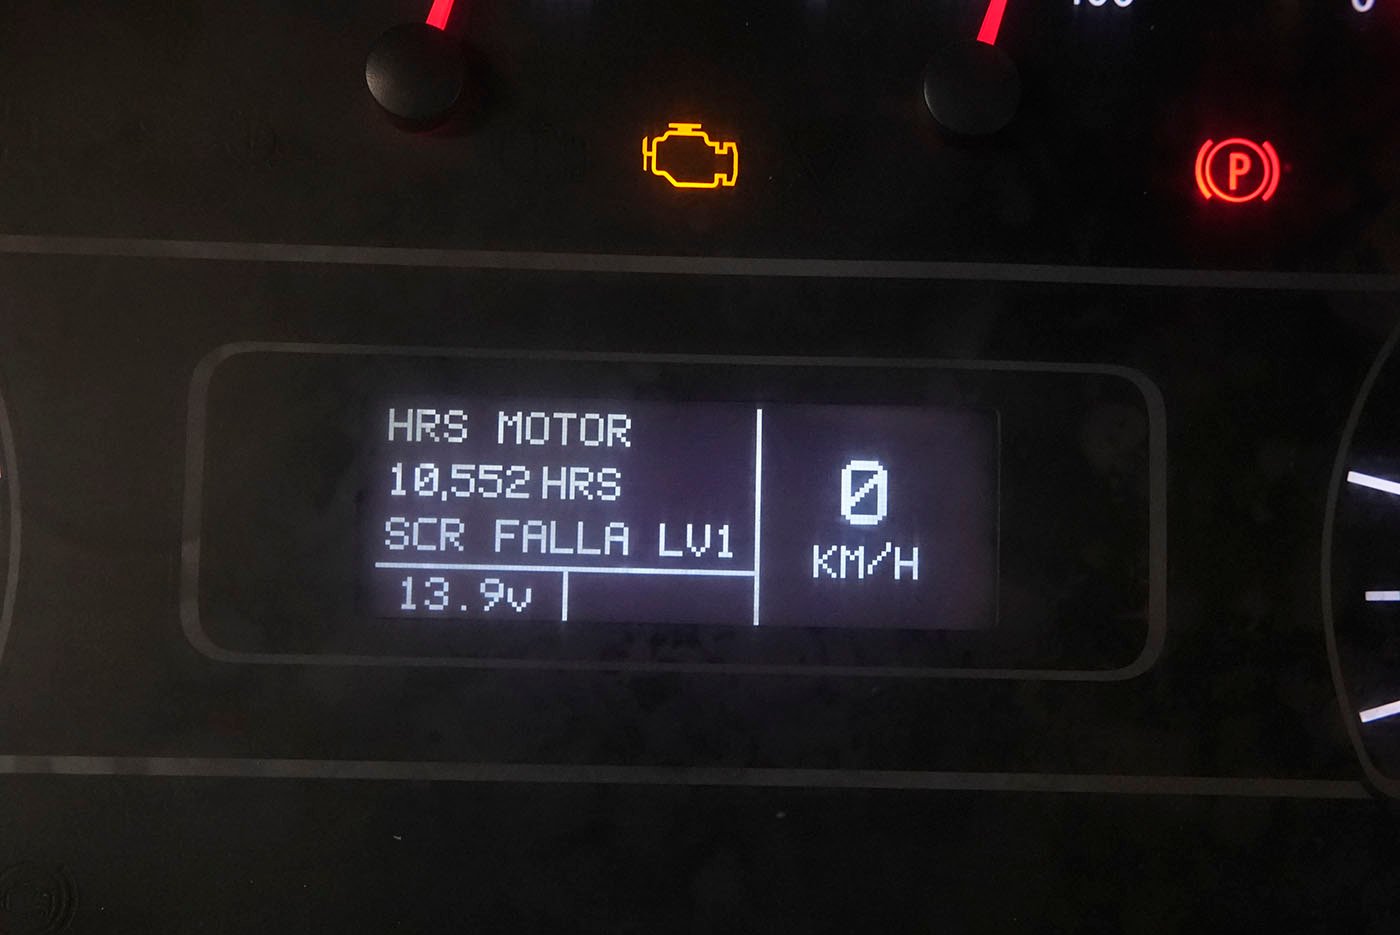 P
HRS MOTOR
10,552 HRS
SCR FALLA LV1
13.9v
0
KM/H